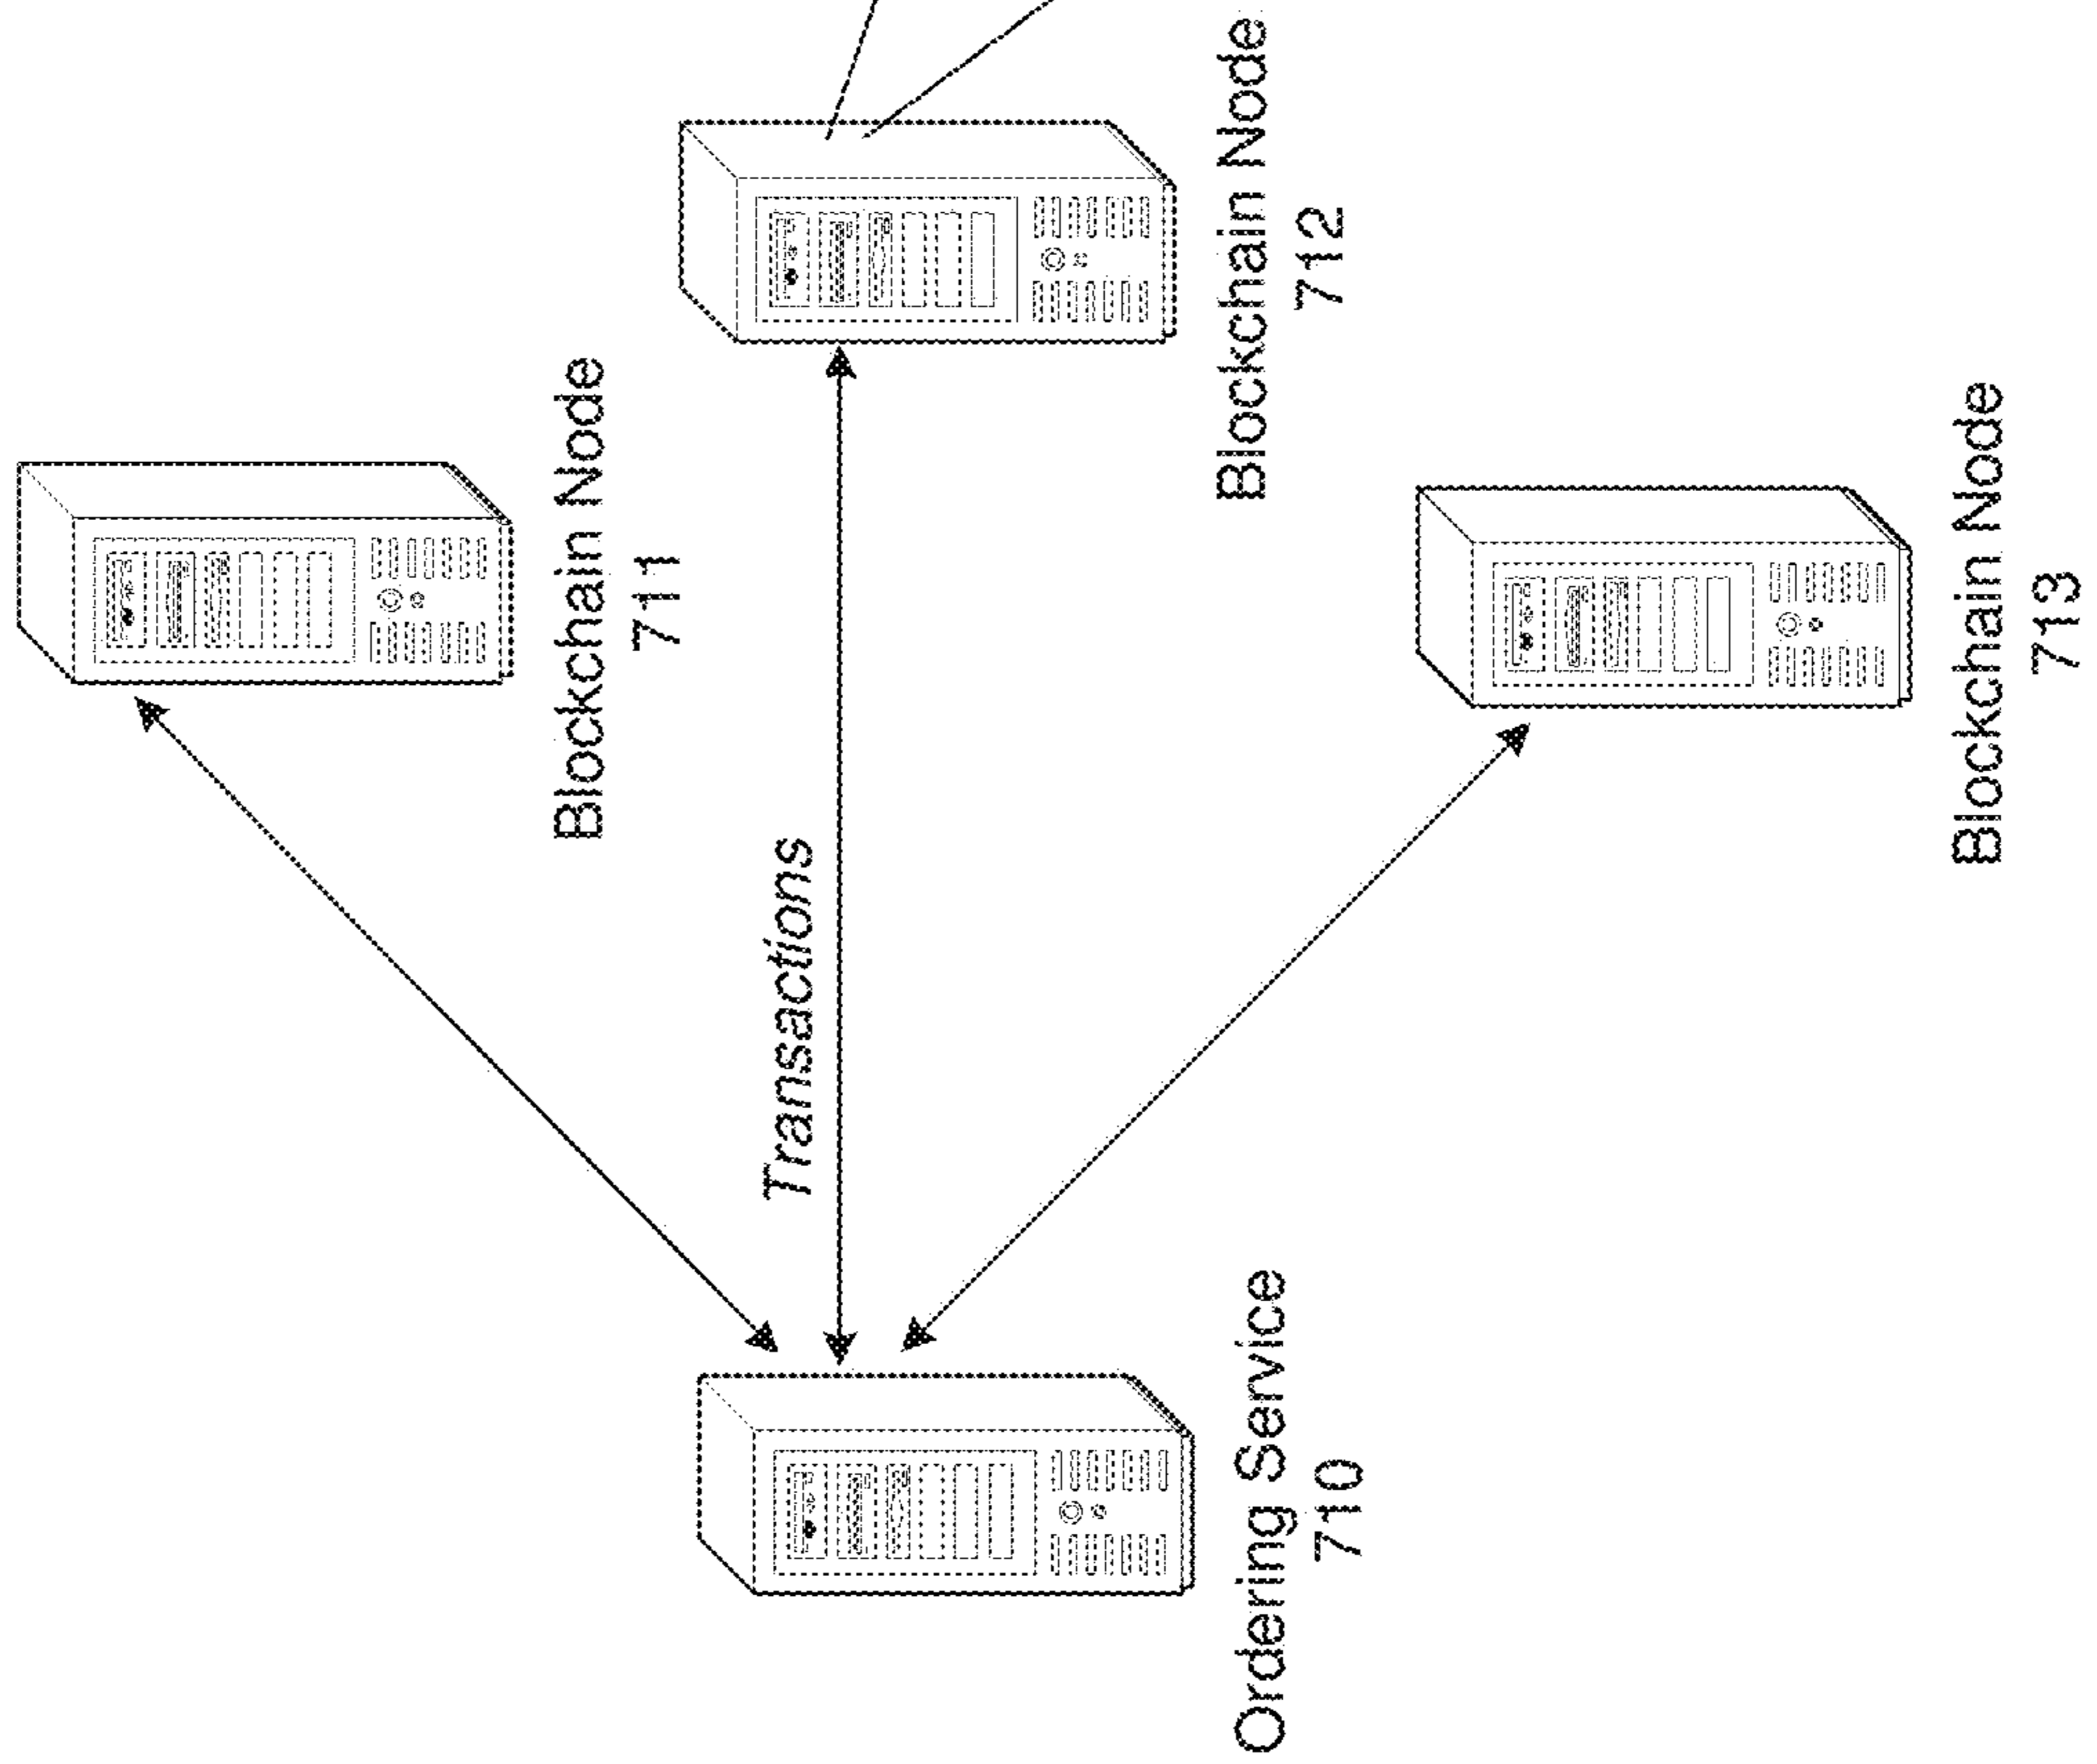 Blockchain Node
711
Transactions
Ordering Service
710
Blockchain Node
712
Blockchain Node
713